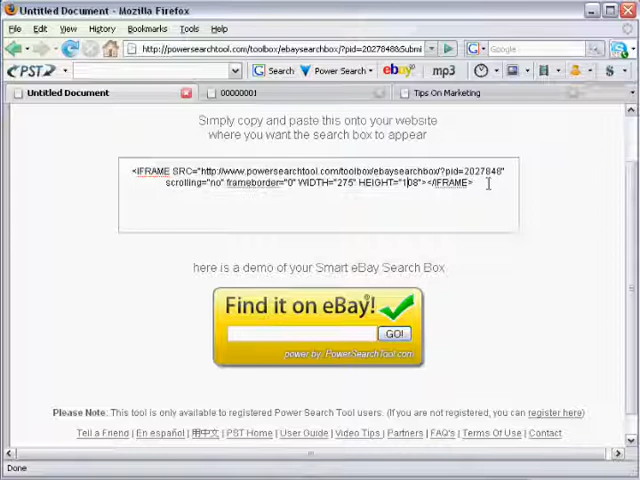 Untitled Document - Mozilla Firefox
File Edit View History Bookmarks Tools Help
http://powersearchtool.com/toolbox/ebaysearchbox/?pid=2027848&Submi
Google
PST Search Power Search ebay mp3
Untitled Document
00000001
Tips On Marketing
Simply copy and paste this onto your website
where you want the search box to appear
<IFRAME SRC="http://www.powersearchtool.com/toolbox/ebaysearchbox/?pid=2027848"
scrolling="no" frameborder="0" WIDTH="275" HEIGHT="108"></IFRAME>
here is a demo of your Smart eBay Search Box
Find it on eBay!®
GO!
power by: PowerSearchTool.com
Please Note: This tool is only available to registered Power Search Tool users. (If you are not registered, you can register here)
Tell a Friend | En español | 用中文 | PST Home | User Guide | Video Tips | Partners | FAQ's | Terms Of Use | Contact
Done